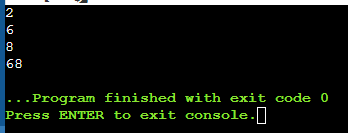 2
6
8
68
...Program finished with exit code 0
Press ENTER to exit console.